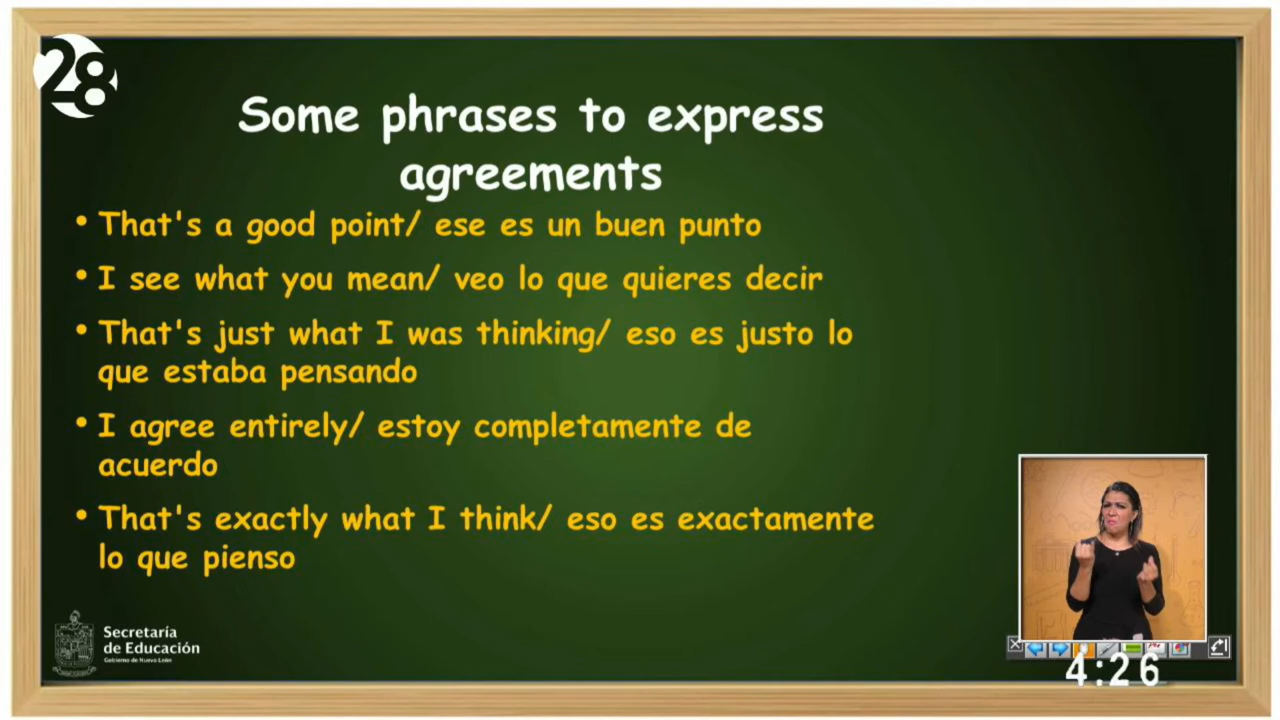 28
Some phrases to express
agreements
• That's a good point/ ese es un buen punto
• I see what you mean/ veo lo que quieres decir
• That's just what I was thinking/ eso es justo lo
que estaba pensando
• I agree entirely/ estoy completamente de
acuerdo
• That's exactly what I think/ eso es exactamente
lo que pienso
Secretaría
de Educación
Gobierno de Nuevo León
4:26